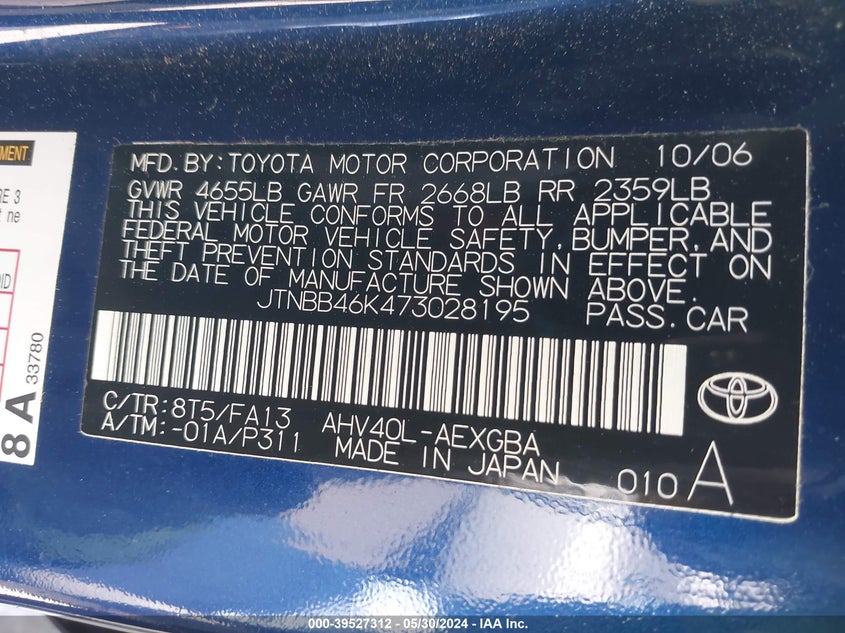 MFD.BY:TOYOTA MOTOR CORPORATION 10/06
GVWR 4655LB GAWR FR 2668LB RR 2359LB
THIS VEHICLE CONFORMS TO ALL APPLICABLE
FEDERAL MOTOR VEHICLE SAFETY,BUMPER,AND
THEFT PREVENTION STANDARDS IN EFFECT ON
THE DATE OF MANUFACTURE SHOWN ABOVE.
JTNBB46K473028195 PASS.CAR
C/TR:8T5/FA13 AHV40L-AEXGBA
A/TM:-01A/P311 MADE IN JAPAN
010 A
RE 3
t ne
8 A
33780
000-39527312 - 05/30/2024 - IAA Inc.